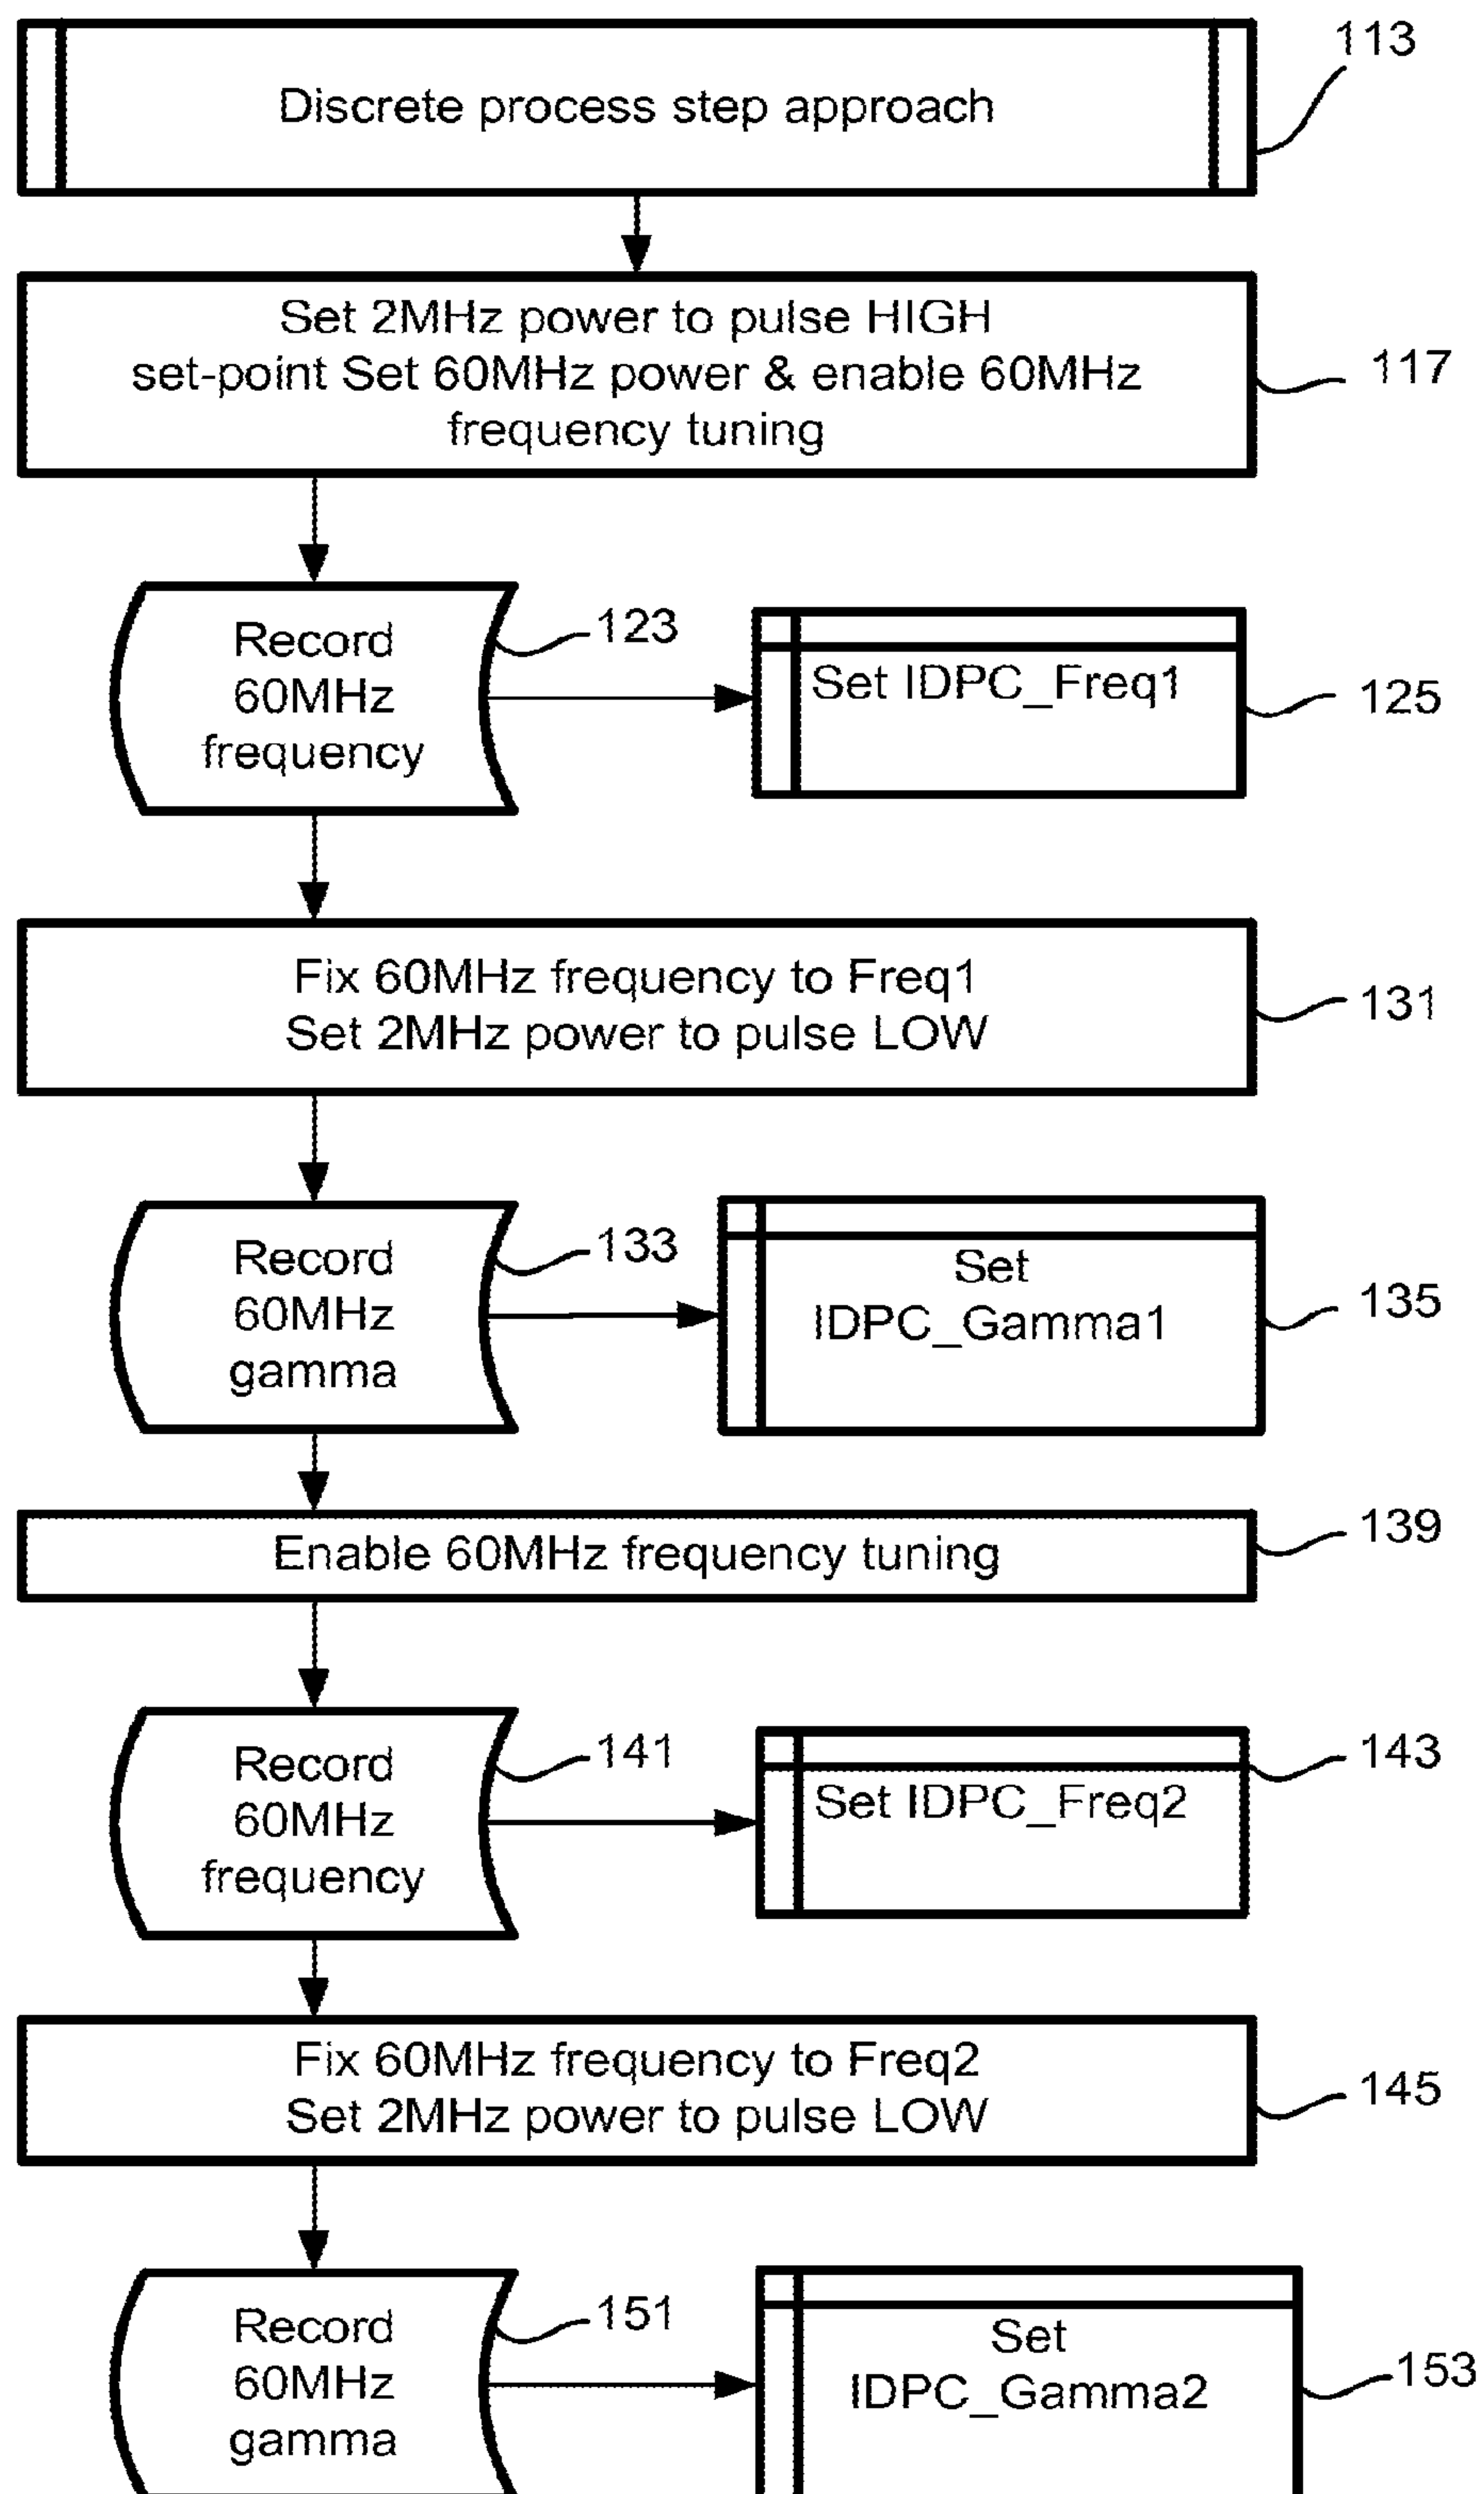 113
Discrete process step approach
Set 2MHz power to pulse HIGH
set-point Set 60MHz power & enable 60MHz
frequency tuning
117
Record
60MHz
frequency
123
Set IDPC_Freq1
125
Fix 60MHz frequency to Freq1
Set 2MHz power to pulse LOW
131
Record
60MHz
gamma
133
Set
IDPC_Gamma1
135
Enable 60MHz frequency tuning
139
Record
60MHz
frequency
141
Set IDPC_Freq2
143
Fix 60MHz frequency to Freq2
Set 2MHz power to pulse LOW
145
Record
60MHz
gamma
151
Set
IDPC_Gamma2
153